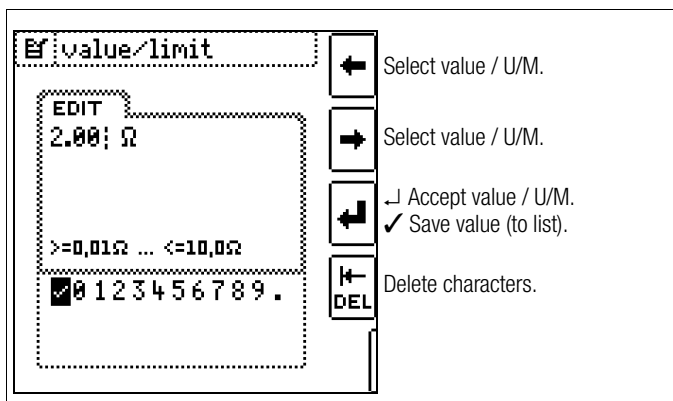 value/limit
EDIT
2.00¦ Ω
>=0,01Ω ... <=10,0Ω
✓0123456789.
DEL
Select value / U/M.
Select value / U/M.
↵ Accept value / U/M.
✓ Save value (to list).
Delete characters.